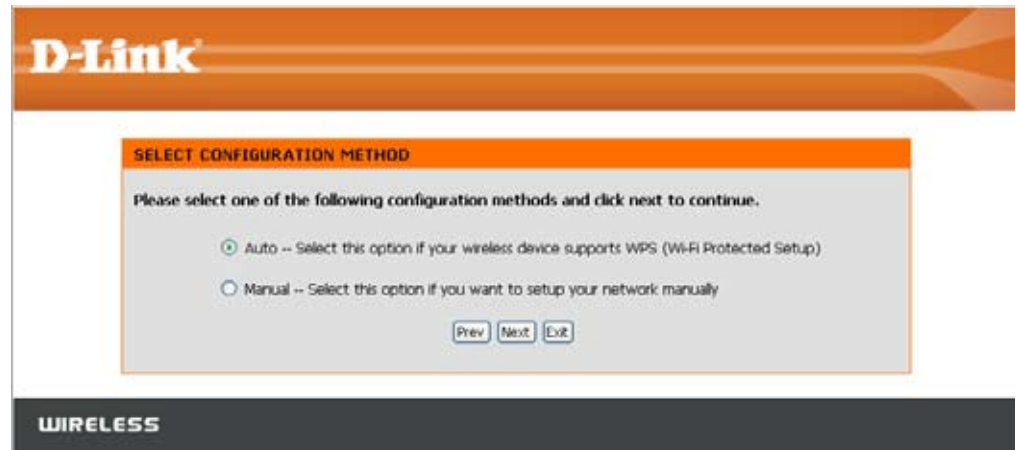 D-Link
SELECT CONFIGURATION METHOD
Please select one of the following configuration methods and click next to continue.
Auto -- Select this option if your wireless device supports WPS (Wi-Fi Protected Setup)
Manual -- Select this option if you want to setup your network manually
Prev Next Exit
WIRELESS